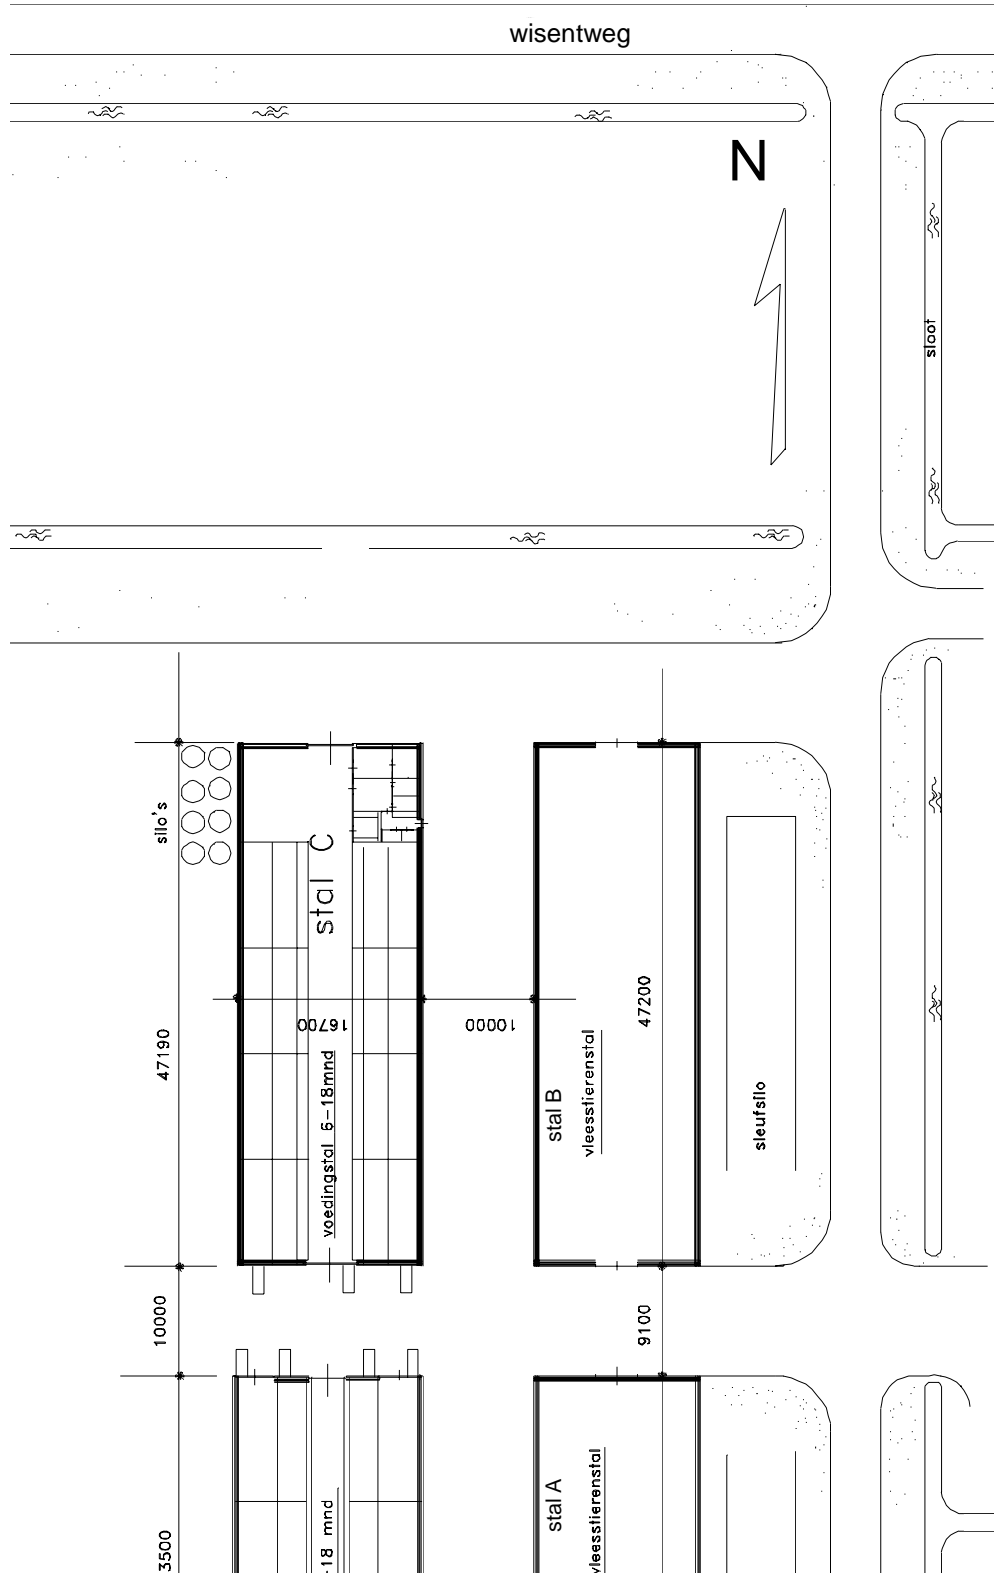 wisentweg
N
sloot
silo's
stal C
47190
16700
10000
47200
voedingstal 6-18mnd
stal B
vleesstierenstal
sleufsilo
10000
9100
3500
-18 mnd
stal A
vleesstierenstal